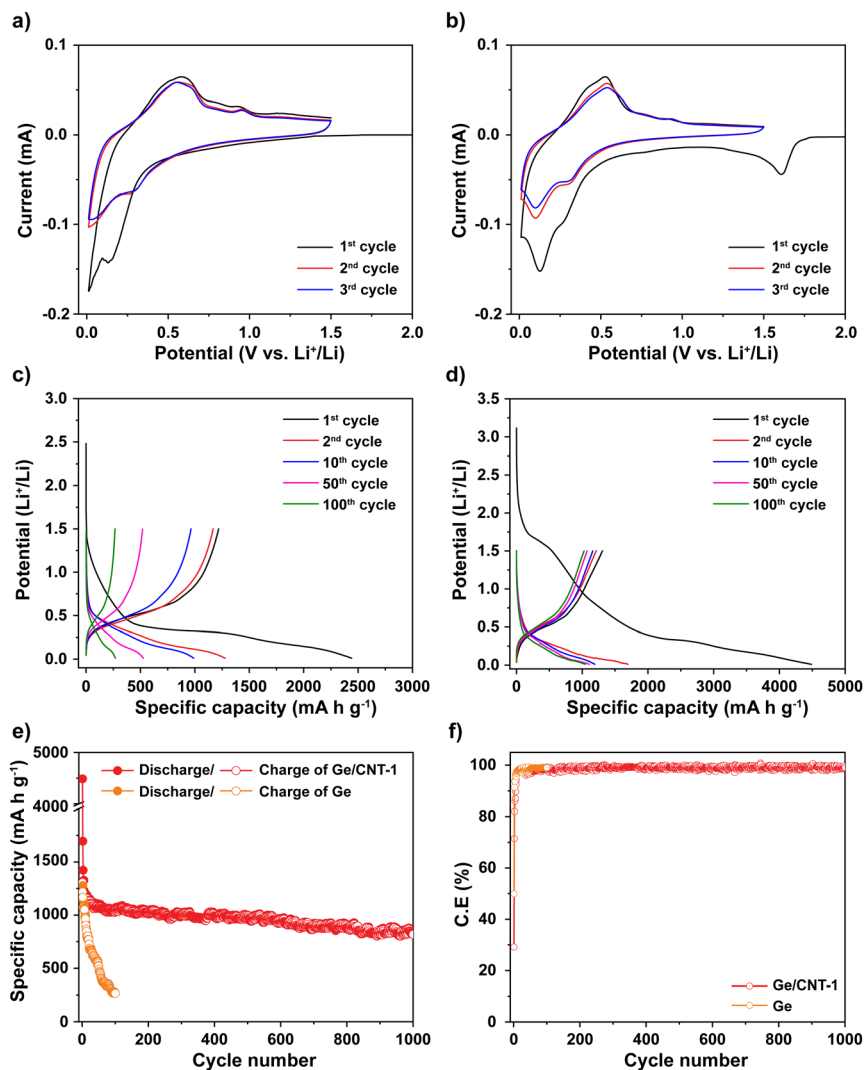 a)
0.1
0.0
-0.1
-0.2
Current (mA)
1st cycle
2nd cycle
3rd cycle
0.0 0.5 1.0 1.5 2.0
Potential (V vs. Li⁺/Li)
b)
0.1
0.0
-0.1
-0.2
Current (mA)
1st cycle
2nd cycle
3rd cycle
0.0 0.5 1.0 1.5 2.0
Potential (V vs. Li⁺/Li)
c)
3.0
2.5
2.0
1.5
1.0
0.5
0.0
Potential (Li⁺/Li)
1st cycle
2nd cycle
10th cycle
50th cycle
100th cycle
0 500 1000 1500 2000 2500 3000
Specific capacity (mA h g⁻¹)
d)
3.5
3.0
2.5
2.0
1.5
1.0
0.5
0.0
Potential (Li⁺/Li)
1st cycle
2nd cycle
10th cycle
50th cycle
100th cycle
0 1000 2000 3000 4000 5000
Specific capacity (mA h g⁻¹)
e)
5000
4000
1500
1250
1000
750
500
250
0
Specific capacity (mA h g⁻¹)
Discharge/ Charge of Ge/CNT-1
Discharge/ Charge of Ge
0 200 400 600 800 1000
Cycle number
f)
100
80
60
40
20
0
C.E (%)
Ge/CNT-1
Ge
0 200 400 600 800 1000
Cycle number